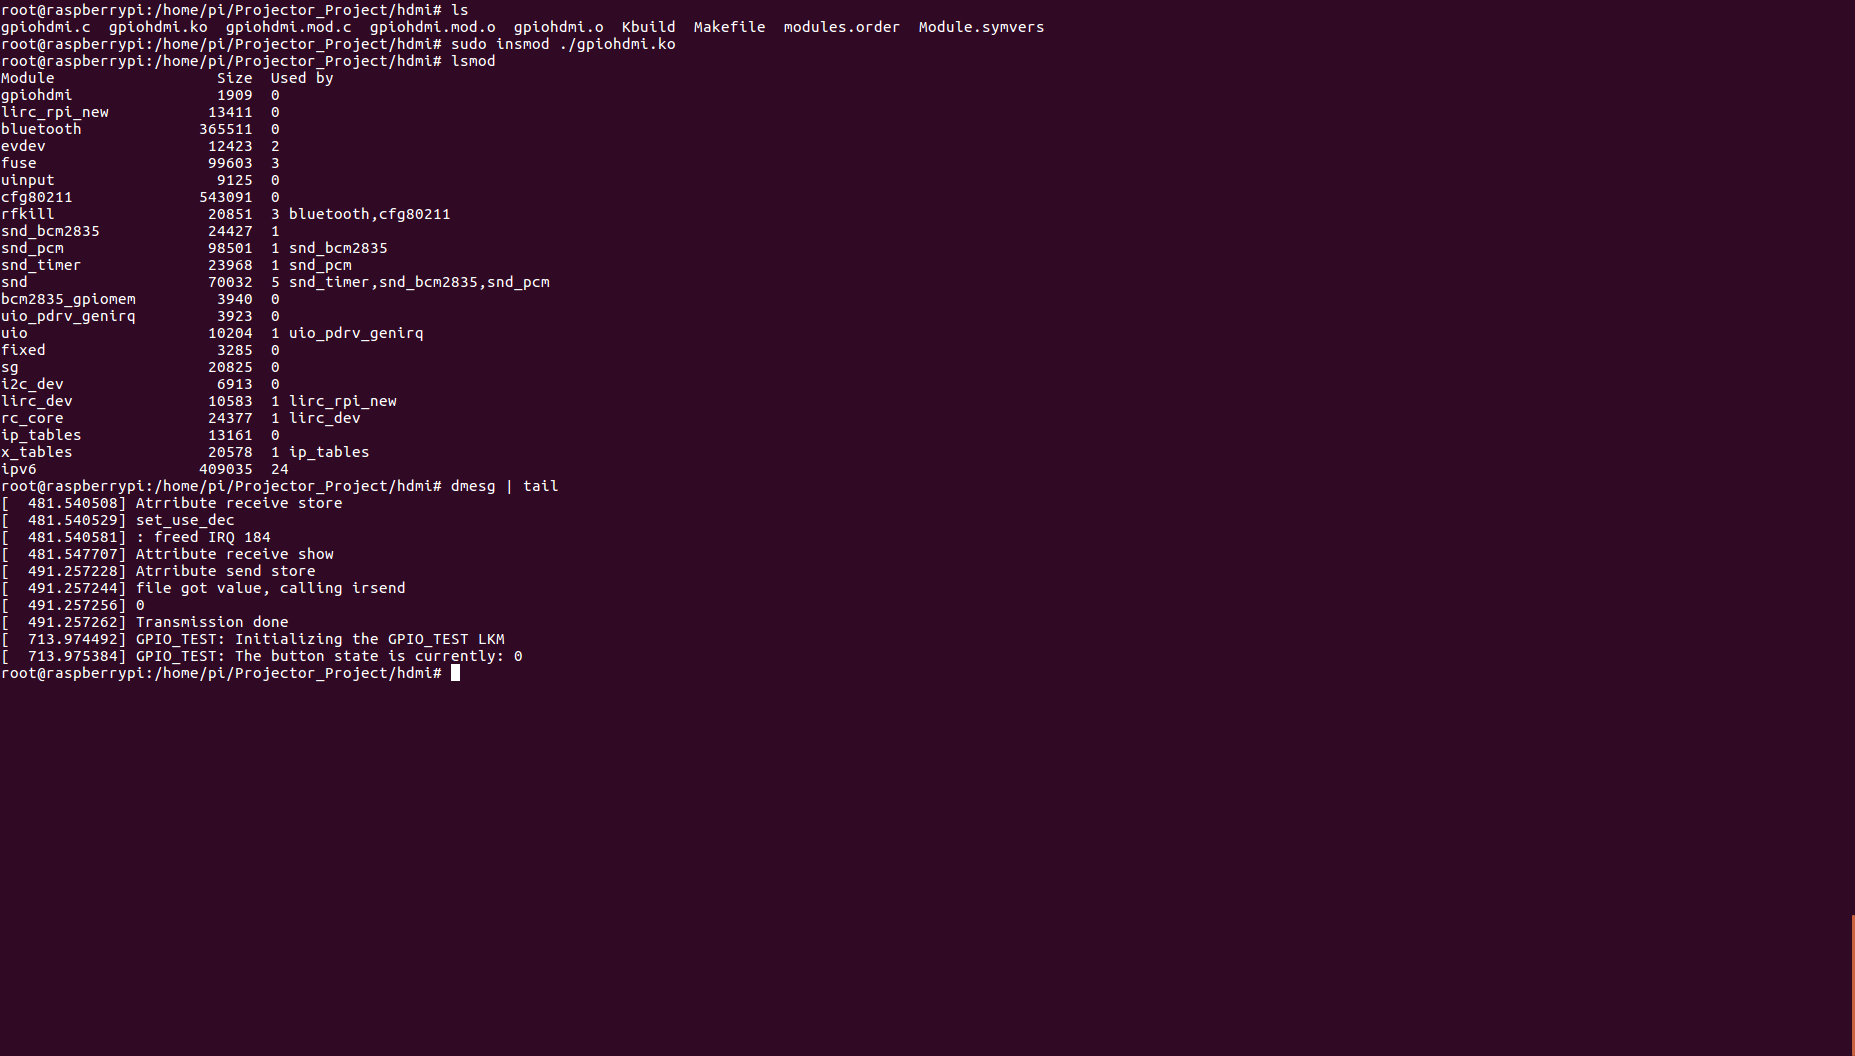 root@raspberrypi:/home/pi/Projector_Project/hdmi# ls
gpiohdmi.c  gpiohdmi.ko  gpiohdmi.mod.c  gpiohdmi.mod.o  gpiohdmi.o  Kbuild  Makefile  modules.order  Module.symvers
root@raspberrypi:/home/pi/Projector_Project/hdmi# sudo insmod ./gpiohdmi.ko
root@raspberrypi:/home/pi/Projector_Project/hdmi# lsmod
Module                  Size  Used by
gpiohdmi                1909  0
lirc_rpi_new           13411  0
bluetooth             365511  0
evdev                  12423  2
fuse                   99603  3
uinput                  9125  0
cfg80211              543091  0
rfkill                 20851  3 bluetooth,cfg80211
snd_bcm2835            24427  1
snd_pcm                98501  1 snd_bcm2835
snd_timer              23968  1 snd_pcm
snd                    70032  5 snd_timer,snd_bcm2835,snd_pcm
bcm2835_gpiomem         3940  0
uio_pdrv_genirq         3923  0
uio                    10204  1 uio_pdrv_genirq
fixed                   3285  0
sg                     20825  0
i2c_dev                 6913  0
lirc_dev               10583  1 lirc_rpi_new
rc_core                24377  1 lirc_dev
ip_tables              13161  0
x_tables               20578  1 ip_tables
ipv6                  409035  24
root@raspberrypi:/home/pi/Projector_Project/hdmi# dmesg | tail
[  481.540508] Atrribute receive store
[  481.540529] set_use_dec
[  481.540581] : freed IRQ 184
[  481.547707] Attribute receive show
[  491.257228] Atrribute send store
[  491.257244] file got value, calling irsend
[  491.257256] 0
[  491.257262] Transmission done
[  713.974492] GPIO_TEST: Initializing the GPIO_TEST LKM
[  713.975384] GPIO_TEST: The button state is currently: 0
root@raspberrypi:/home/pi/Projector_Project/hdmi#